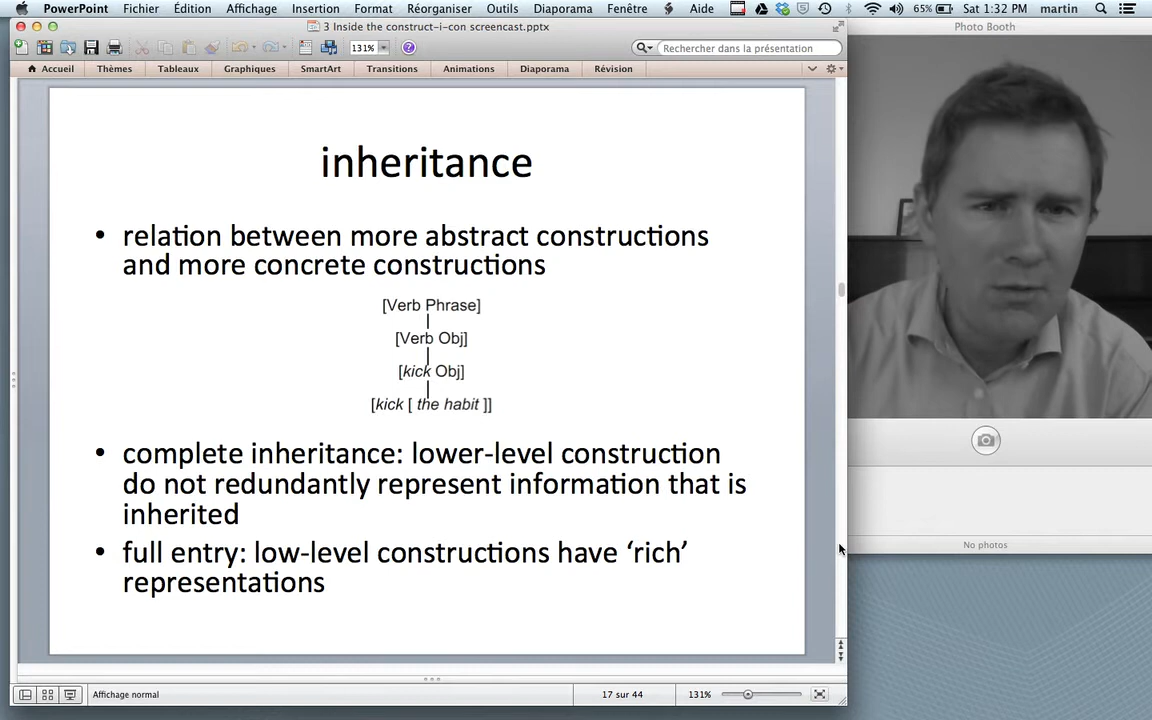 PowerPoint Fichier Édition Affichage Insertion Format Réorganiser Outils Diaporama Fenêtre Aide 65% Sat 1:32 PM martin
3 Inside the construct-i-con screencast.pptx
Photo Booth
131%
Rechercher dans la présentation
Accueil Thèmes Tableaux Graphiques SmartArt Transitions Animations Diaporama Révision
inheritance
• relation between more abstract constructions
and more concrete constructions
[Verb Phrase]
[Verb Obj]
[kick Obj]
[kick [ the habit ]]
• complete inheritance: lower-level construction
do not redundantly represent information that is
inherited
• full entry: low-level constructions have ‘rich’
representations
No photos
Affichage normal 17 sur 44 131%